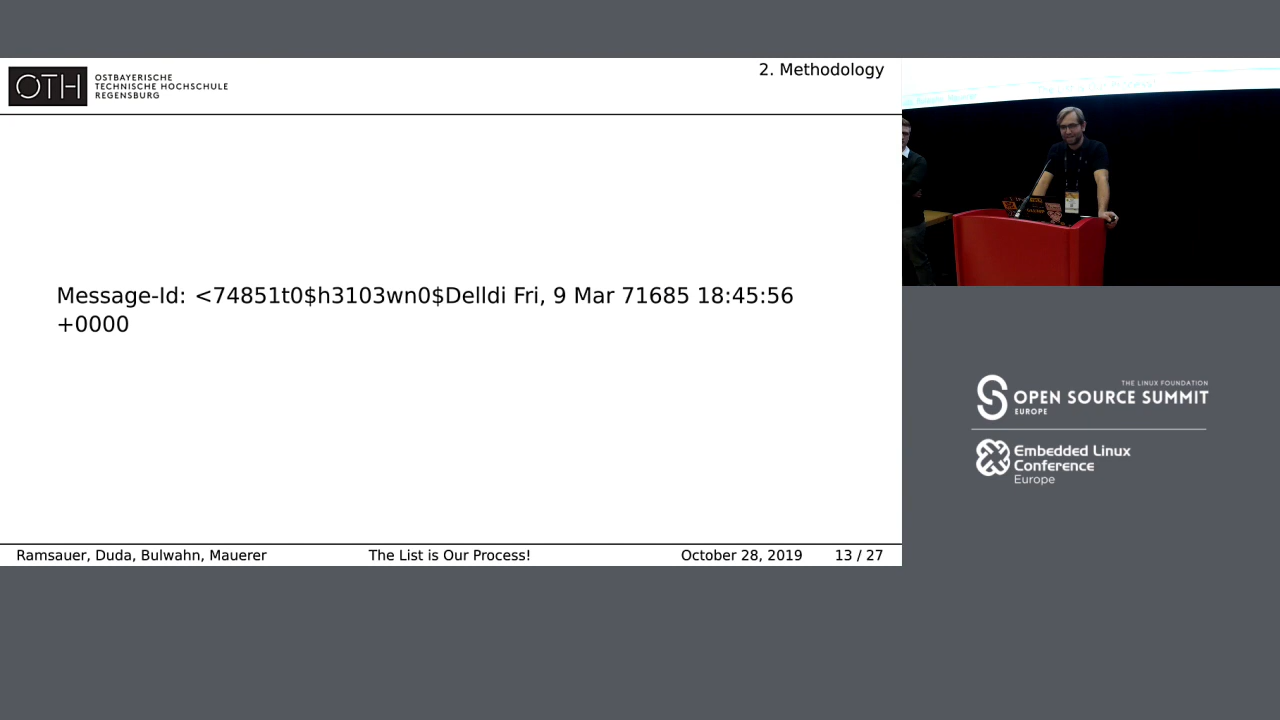 OTH
OSTBAYERISCHE
TECHNISCHE HOCHSCHULE
REGENSBURG
2. Methodology
Message-Id: <74851t0$h3103wn0$Delldi Fri, 9 Mar 71685 18:45:56
+0000
Ramsauer, Duda, Bulwahn, Mauerer
The List is Our Process!
October 28, 2019
13 / 27
THE LINUX FOUNDATION
OPEN SOURCE SUMMIT
EUROPE
Embedded Linux
Conference
Europe